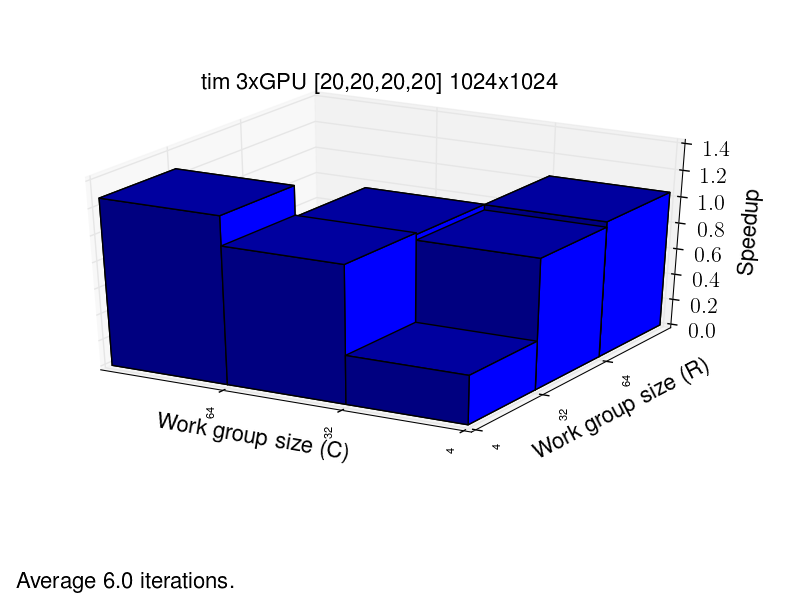 tim 3xGPU [20,20,20,20] 1024x1024
1.4
1.2
1.0
0.8
0.6
0.4
0.2
0.0
Speedup
64
32
4
Work group size (C)
4
32
64
Work group size (R)
Average 6.0 iterations.